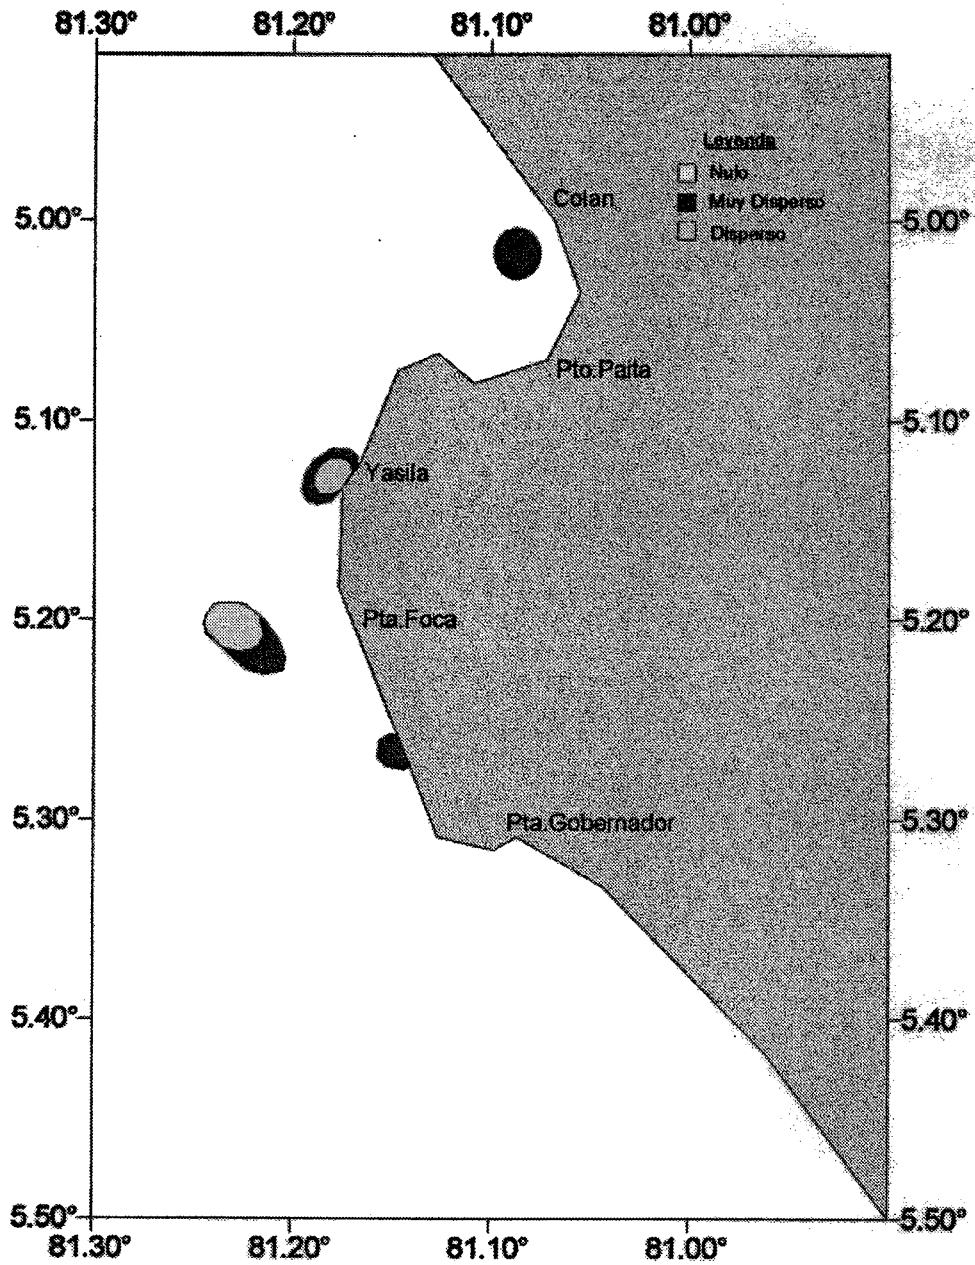 81.30° 81.20° 81.10° 81.00°
Leyenda
Nulo
Muy Disperso
Disperso
Colan
5.00° 5.00°
Pto.Paita
5.10° 5.10°
Yasila
5.20° Pta.Foca 5.20°
5.30° Pta.Gobernador 5.30°
5.40° 5.40°
5.50° 5.50°
81.30° 81.20° 81.10° 81.00°